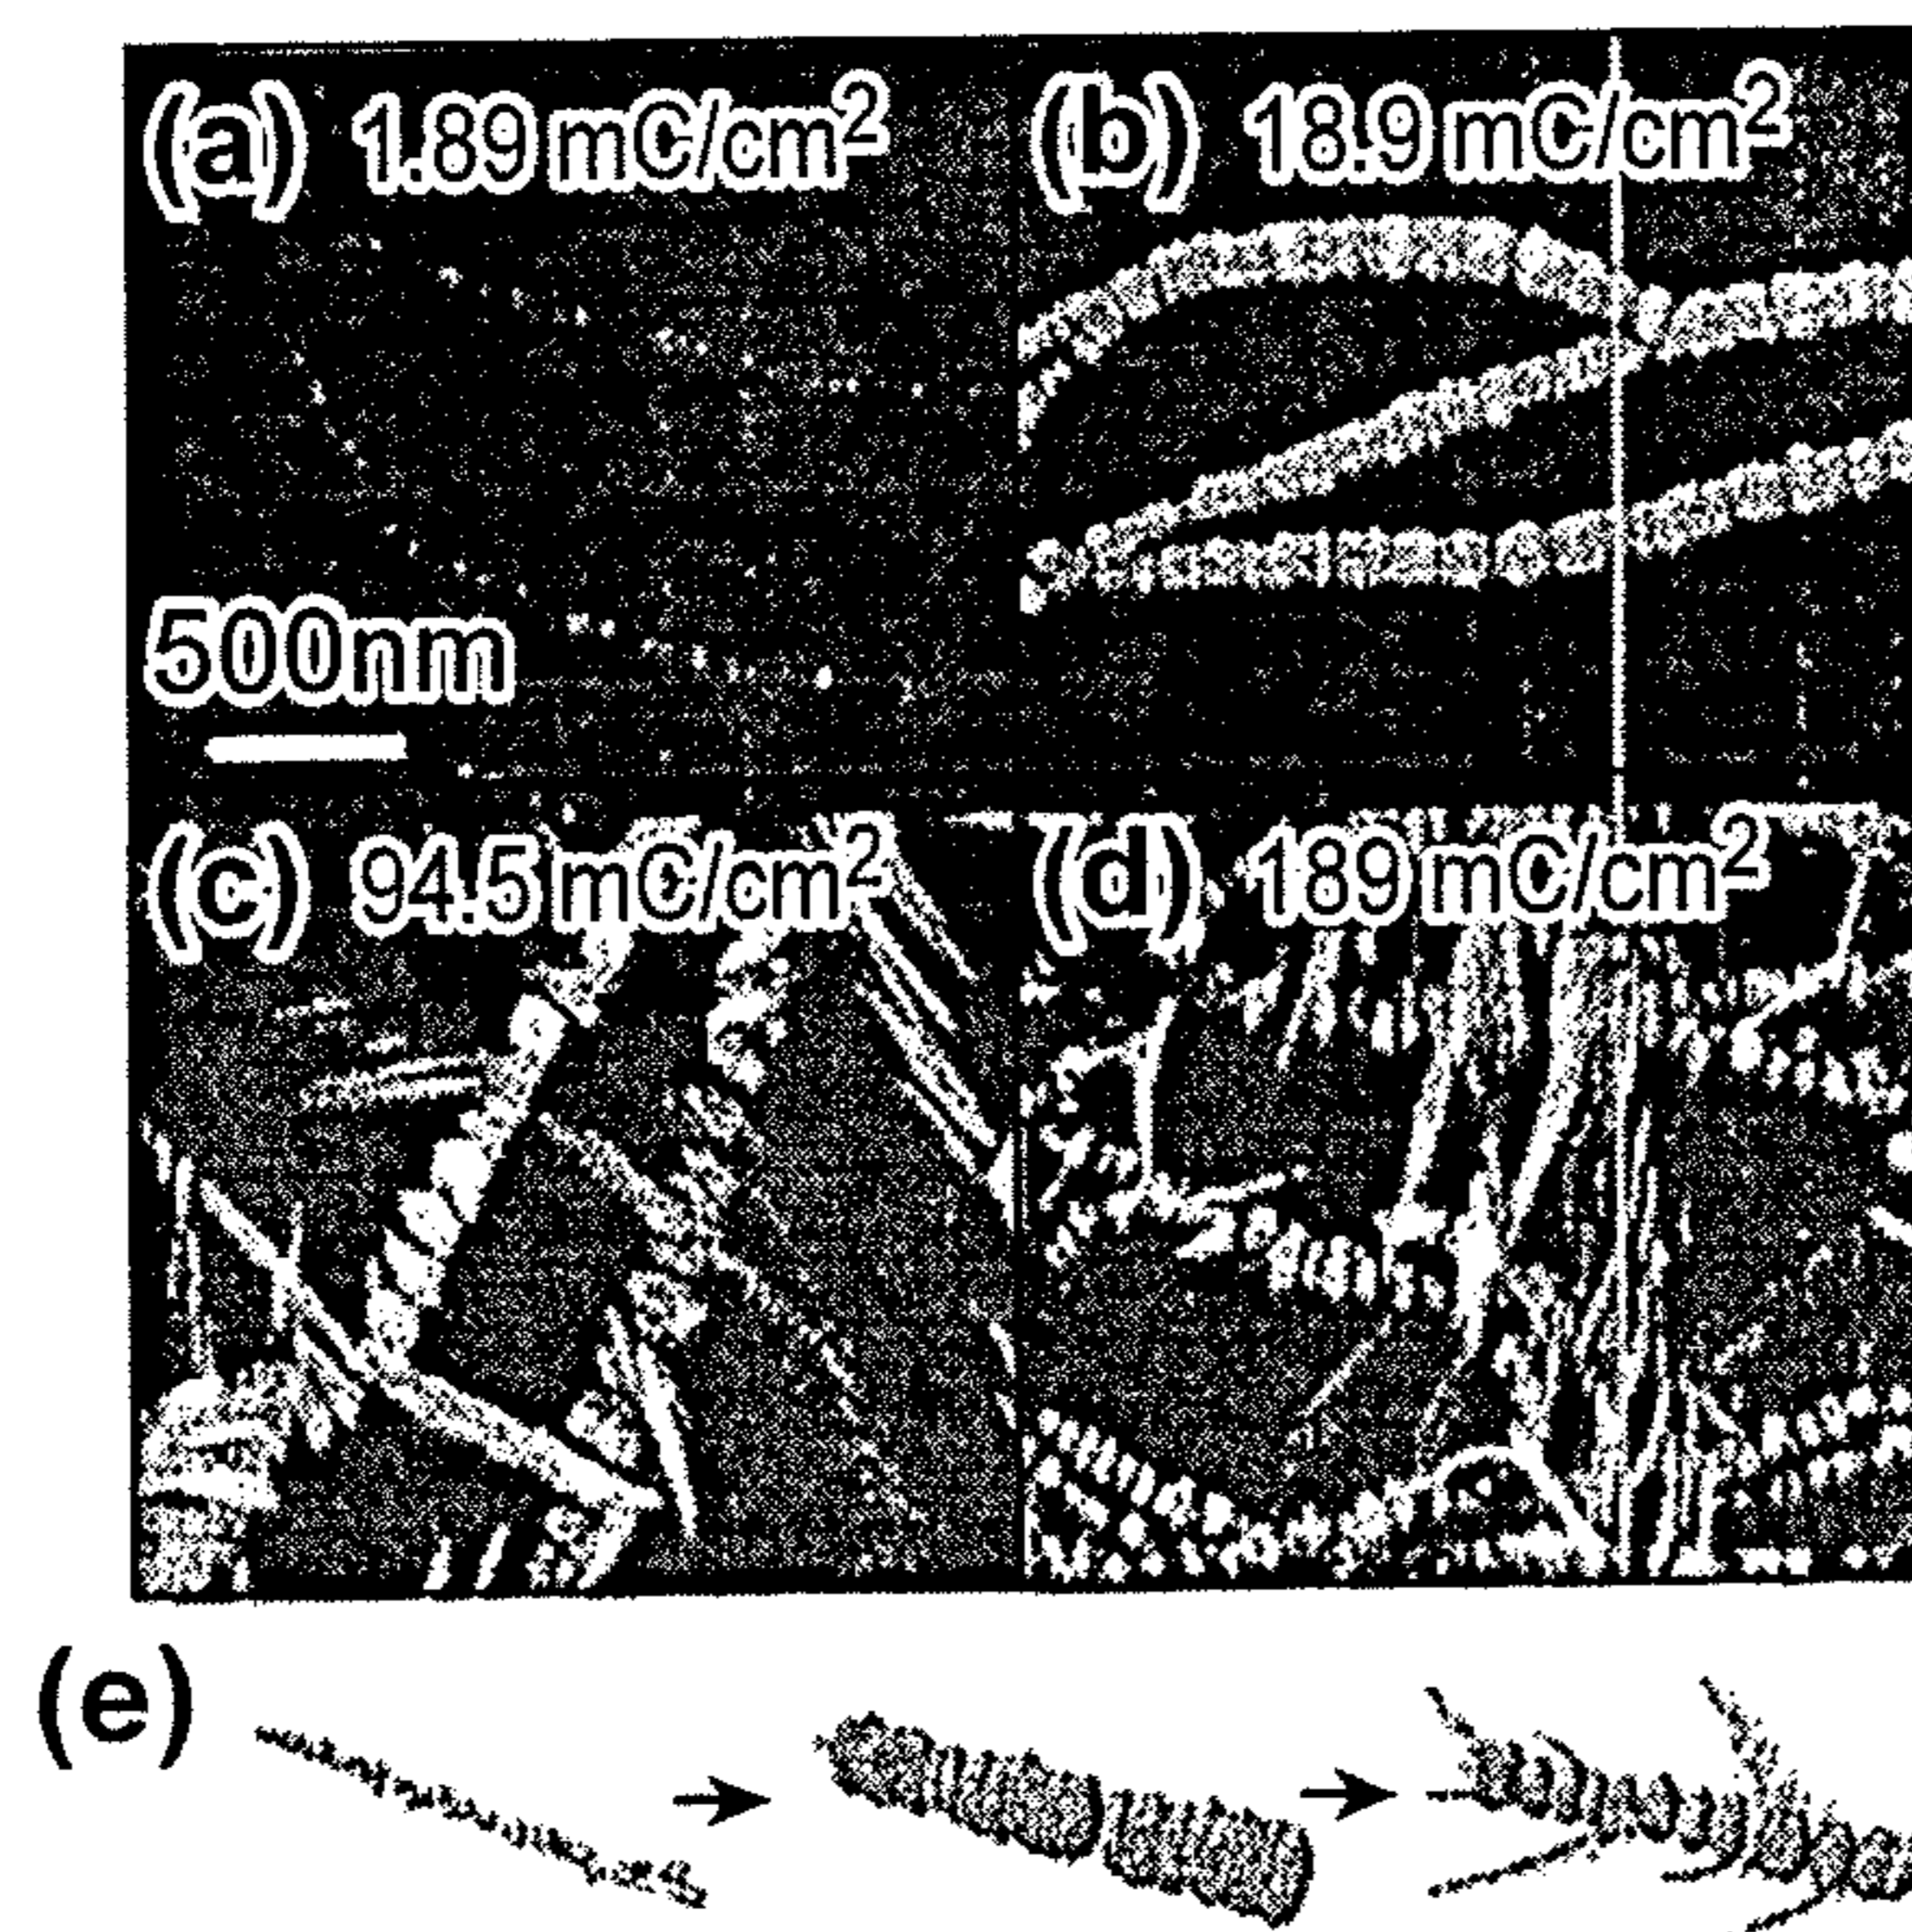 (a) 1.89 mC/cm²
(b) 18.9 mC/cm²
500nm
(c) 94.5 mC/cm²
(d) 189 mC/cm²
(e)